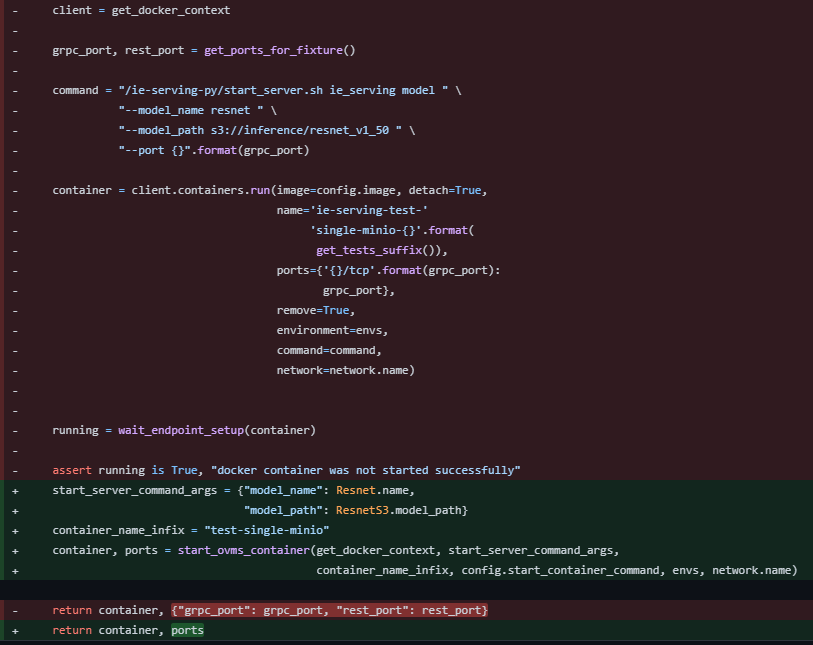 -     client = get_docker_context
-
-     grpc_port, rest_port = get_ports_for_fixture()
-
-     command = "/ie-serving-py/start_server.sh ie_serving model " \
-               "--model_name resnet " \
-               "--model_path s3://inference/resnet_v1_50 " \
-               "--port {}".format(grpc_port)
-
-     container = client.containers.run(image=config.image, detach=True,
-                                       name='ie-serving-test-'
-                                            'single-minio-{}'.format(
-                                             get_tests_suffix()),
-                                       ports={'{}/tcp'.format(grpc_port):
-                                              grpc_port},
-                                       remove=True,
-                                       environment=envs,
-                                       command=command,
-                                       network=network.name)
-
-
-     running = wait_endpoint_setup(container)
-
-     assert running is True, "docker container was not started successfully"
+     start_server_command_args = {"model_name": Resnet.name,
+                                  "model_path": ResnetS3.model_path}
+     container_name_infix = "test-single-minio"
+     container, ports = start_ovms_container(get_docker_context, start_server_command_args,
+                                             container_name_infix, config.start_container_command, envs, network.name)
-     return container, {"grpc_port": grpc_port, "rest_port": rest_port}
+     return container, ports